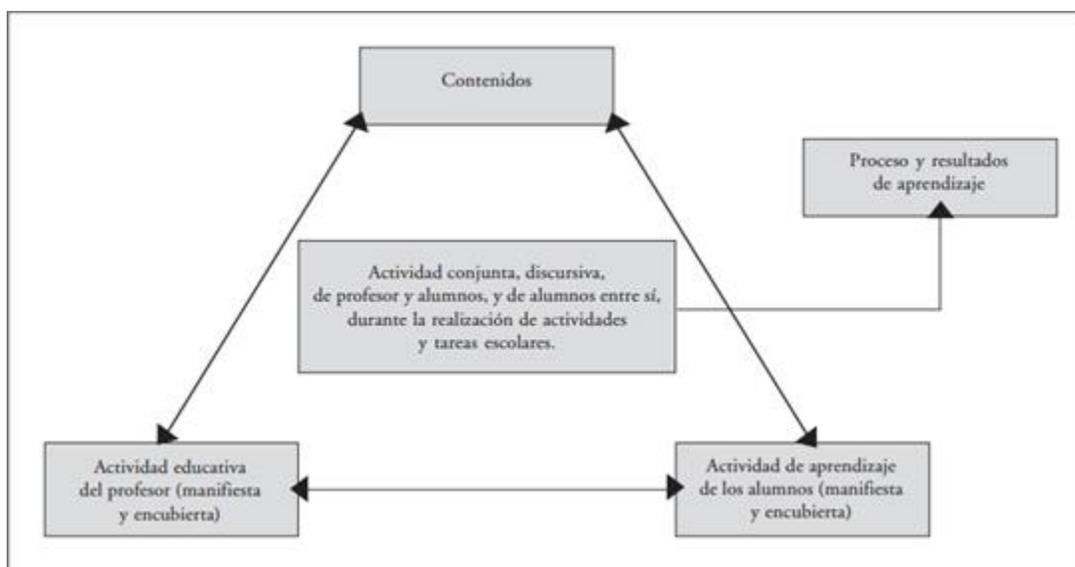 Contenidos
Proceso y resultados
de aprendizaje
Actividad conjunta, discursiva,
de profesor y alumnos, y de alumnos entre sí,
durante la realización de actividades
y tareas escolares.
Actividad educativa
del profesor (manifiesta
y encubierta)
Actividad de aprendizaje
de los alumnos (manifiesta
y encubierta)